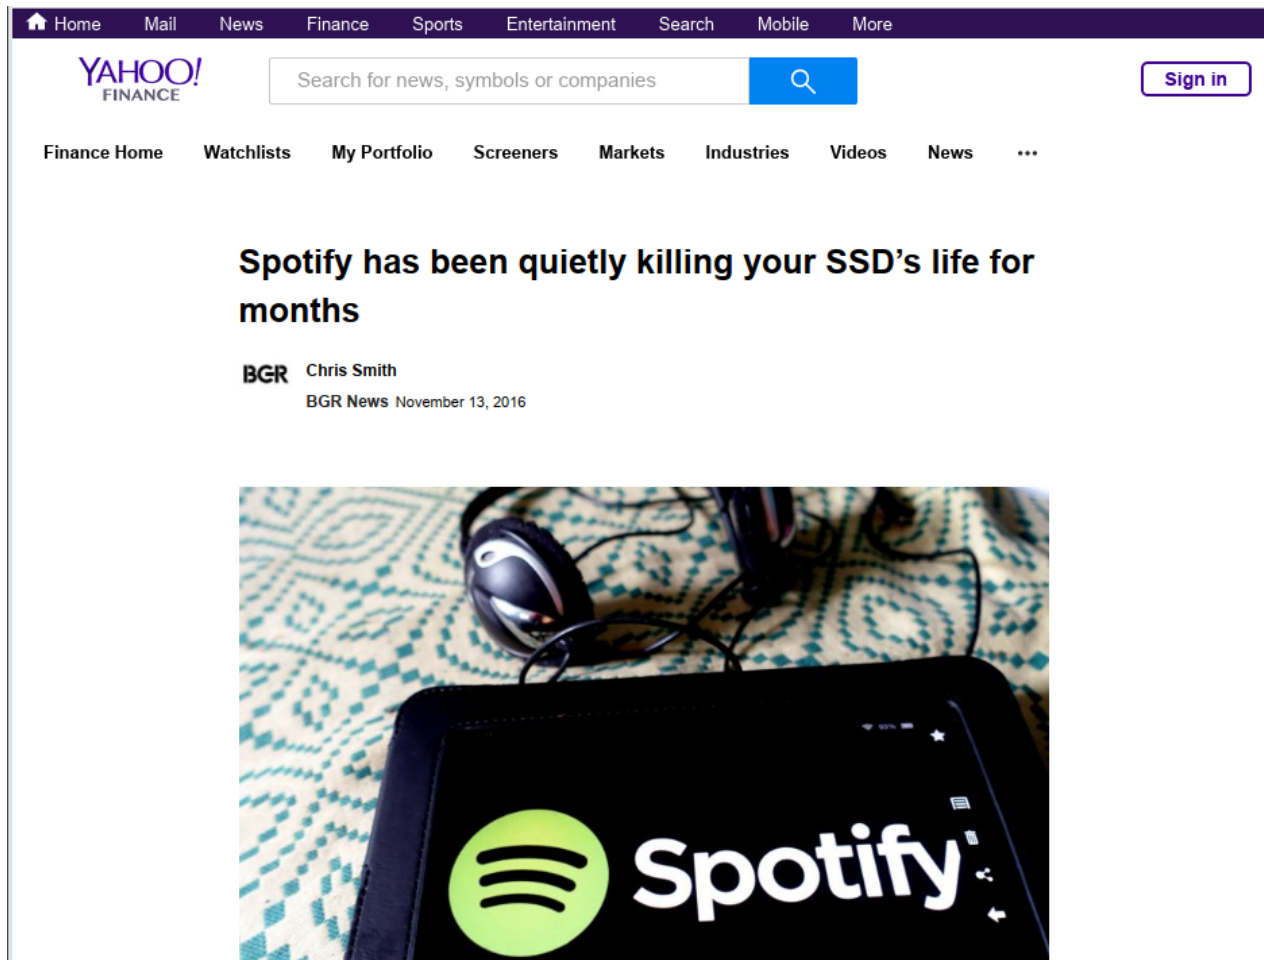 Home Mail News Finance Sports Entertainment Search Mobile More
YAHOO!
FINANCE
Search for news, symbols or companies
Sign in
Finance Home Watchlists My Portfolio Screeners Markets Industries Videos News ...
Spotify has been quietly killing your SSD’s life for
months
BGR
Chris Smith
BGR News November 13, 2016
Spotify